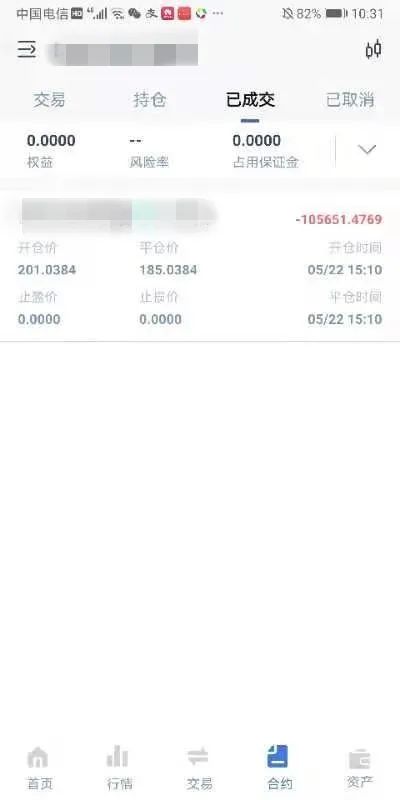 中国电信 HD 4G 支 82% 10:31
交易 持仓 已成交 已取消
0.0000 -- 0.0000
权益 风险率 占用保证金
-105651.4769
开仓价 平仓价 开仓时间
201.0384 185.0384 05/22 15:10
止盈价 止损价 平仓时间
0.0000 0.0000 05/22 15:10
首页 行情 交易 合约 资产